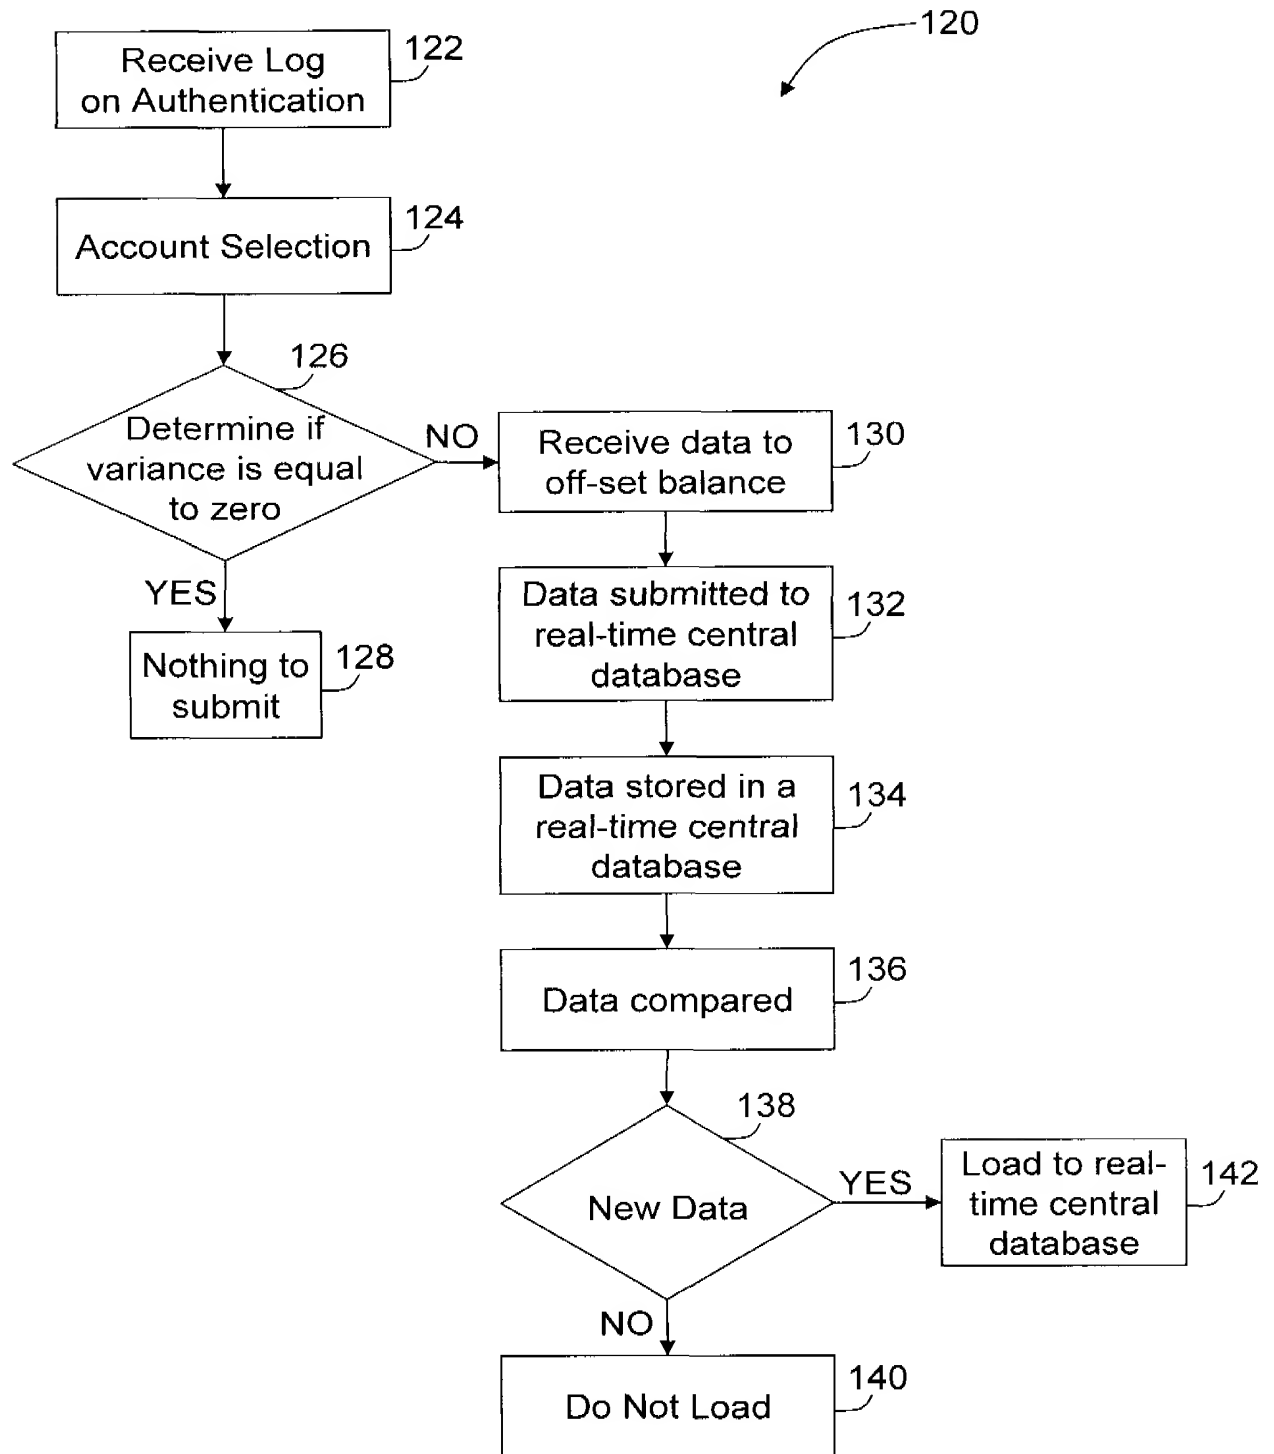 120
Receive Log
on Authentication
122
Account Selection
124
126
Determine if
variance is equal
to zero
NO
YES
Nothing to
submit
128
Receive data to
off-set balance
130
Data submitted to
real-time central
database
132
Data stored in a
real-time central
database
134
Data compared
136
138
New Data
YES
Load to real-
time central
database
142
NO
Do Not Load
140